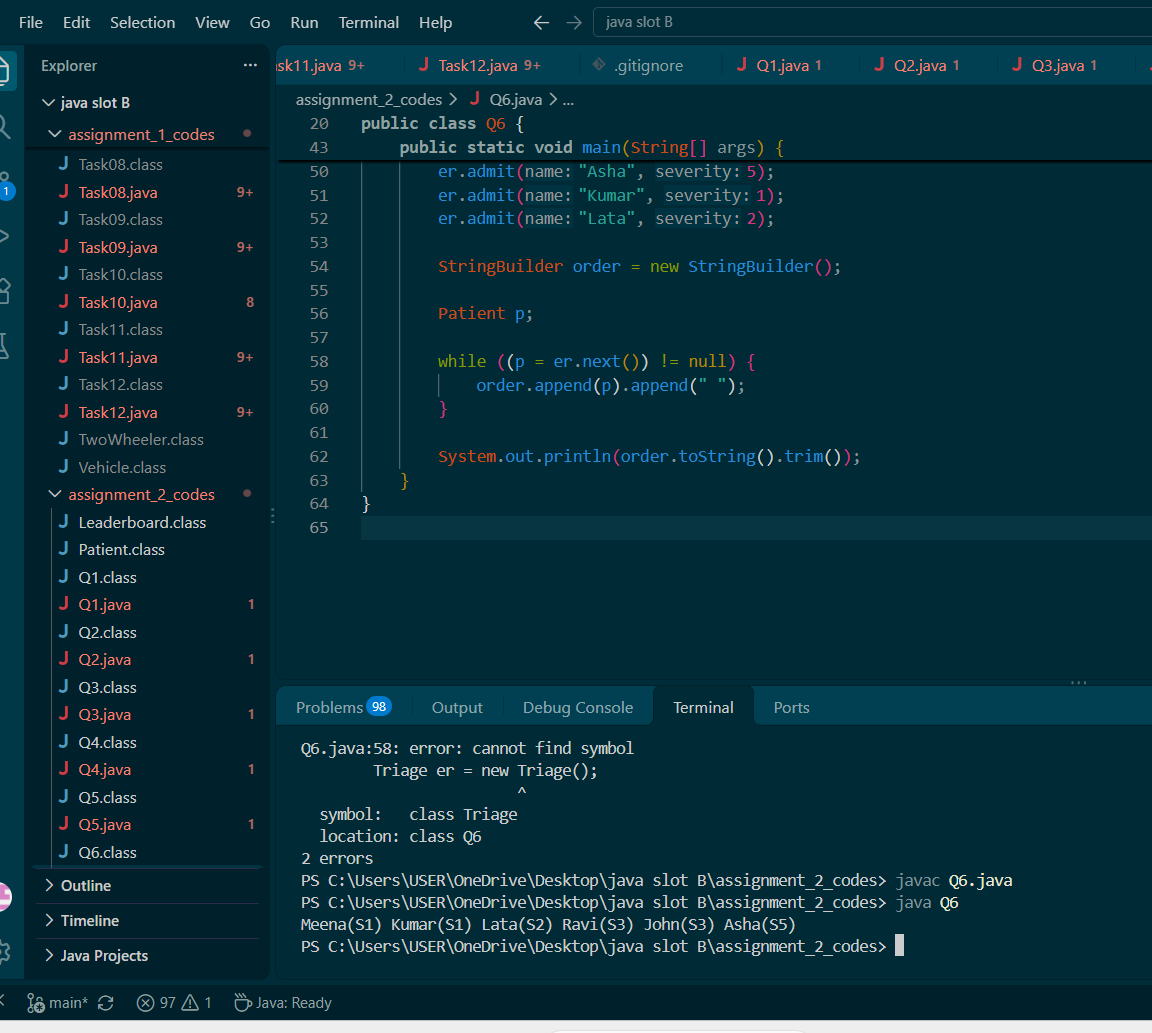 File Edit Selection View Go Run Terminal Help
java slot B
Explorer
java slot B
assignment_1_codes
Task08.class
Task08.java 9+
Task09.class
Task09.java 9+
Task10.class
Task10.java 8
Task11.class
Task11.java 9+
Task12.class
Task12.java 9+
TwoWheeler.class
Vehicle.class
assignment_2_codes
Leaderboard.class
Patient.class
Q1.class
Q1.java 1
Q2.class
Q2.java 1
Q3.class
Q3.java 1
Q4.class
Q4.java 1
Q5.class
Q5.java 1
Q6.class
Outline
Timeline
Java Projects
sk11.java 9+ Task12.java 9+ .gitignore Q1.java 1 Q2.java 1 Q3.java 1
assignment_2_codes > Q6.java > ...
20 public class Q6 {
43 public static void main(String[] args) {
50 er.admit(name: "Asha", severity: 5);
51 er.admit(name: "Kumar", severity: 1);
52 er.admit(name: "Lata", severity: 2);
53
54 StringBuilder order = new StringBuilder();
55
56 Patient p;
57
58 while ((p = er.next()) != null) {
59 order.append(p).append(" ");
60 }
61
62 System.out.println(order.toString().trim());
63 }
64 }
65
Problems 98 Output Debug Console Terminal Ports
Q6.java:58: error: cannot find symbol
Triage er = new Triage();
^
symbol: class Triage
location: class Q6
2 errors
PS C:\Users\USER\OneDrive\Desktop\java slot B\assignment_2_codes> javac Q6.java
PS C:\Users\USER\OneDrive\Desktop\java slot B\assignment_2_codes> java Q6
Meena(S1) Kumar(S1) Lata(S2) Ravi(S3) John(S3) Asha(S5)
PS C:\Users\USER\OneDrive\Desktop\java slot B\assignment_2_codes>
1
main* 97 1 Java: Ready